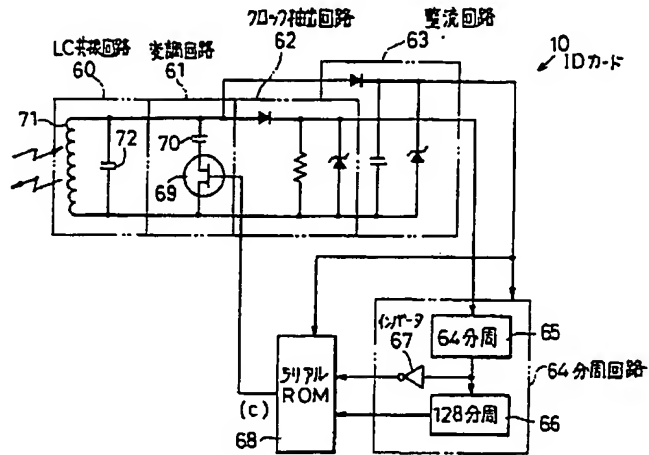 クロック抽出回路
62
整流回路
63
10
IDカード
LC共振回路
60
変調回路
61
71
72
70
69
インバータ
67
64分周
65
64分周回路
シリアル
ROM
(C)
68
128分周
66